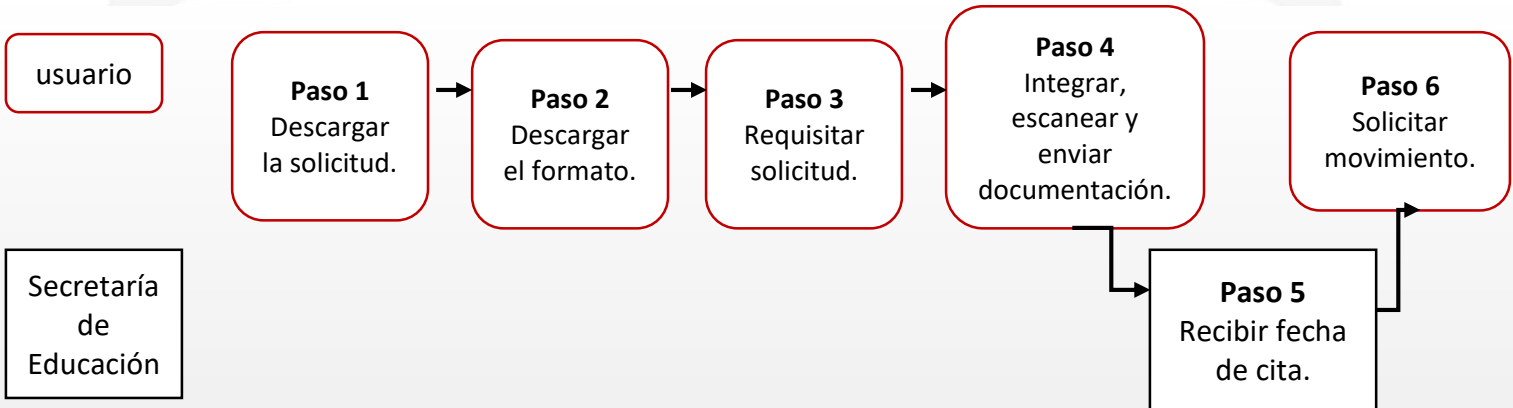 usuario
Paso 1
Descargar
la solicitud.
Paso 2
Descargar
el formato.
Paso 3
Requisitar
solicitud.
Paso 4
Integrar,
escanear y
enviar
documentación.
Paso 6
Solicitar
movimiento.
Secretaría
de
Educación
Paso 5
Recibir fecha
de cita.